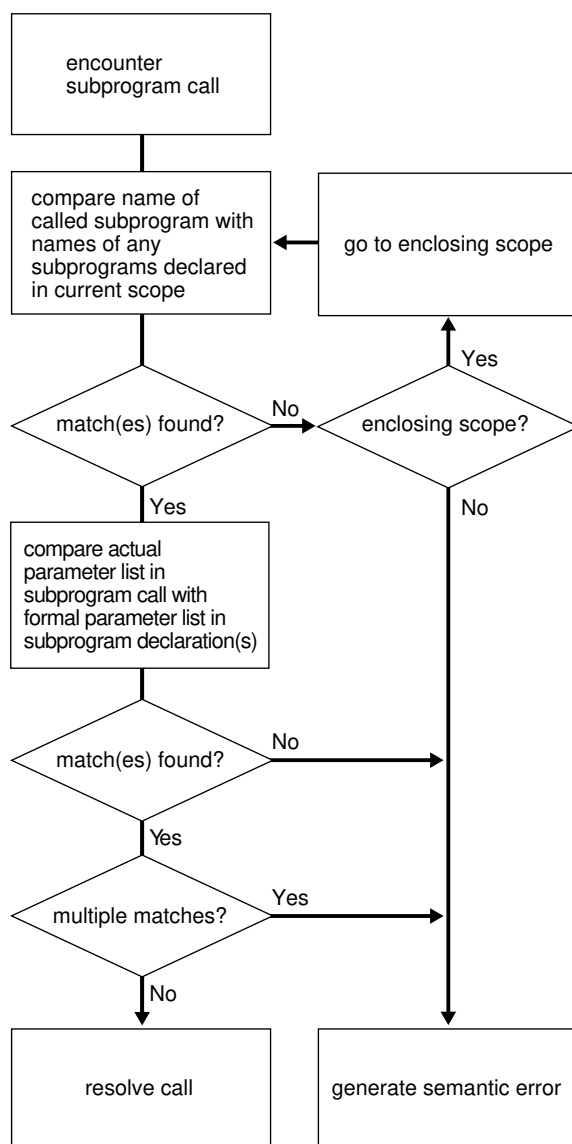 encounter
subprogram call
compare name of
called subprogram with
names of any
subprograms declared
in current scope
go to enclosing scope
Yes
match(es) found?
No
enclosing scope?
Yes
No
compare actual
parameter list in
subprogram call with
formal parameter list in
subprogram declaration(s)
match(es) found?
No
Yes
multiple matches?
Yes
No
resolve call
generate semantic error